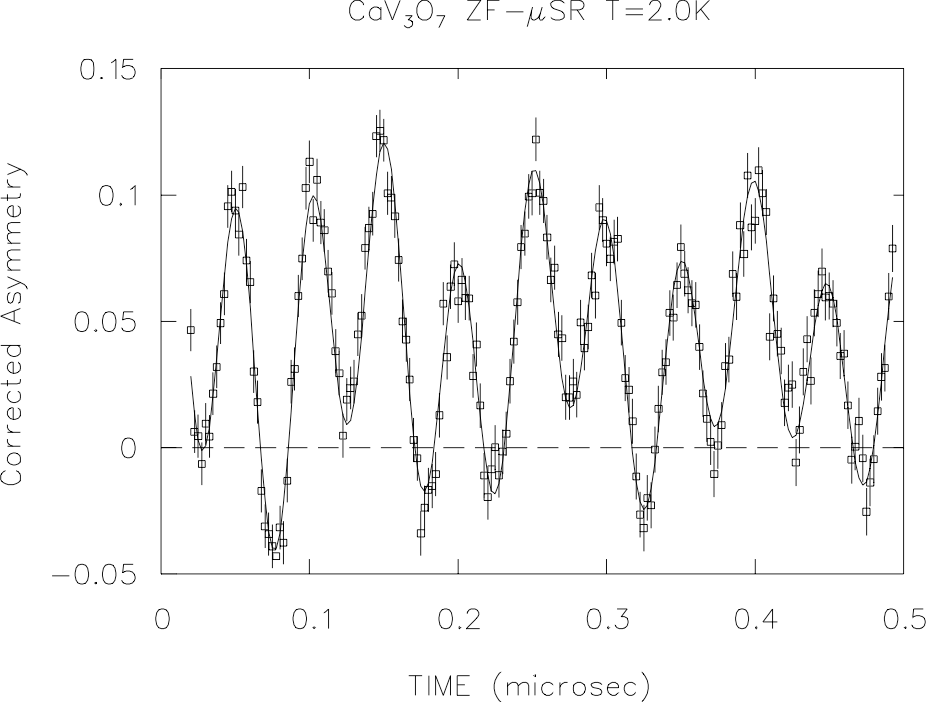 CaV₃O₇ ZF−μSR T=2.0K
0.15
0.1
0.05
0
−0.05
Corrected Asymmetry
0 0.1 0.2 0.3 0.4 0.5
TIME (microsec)